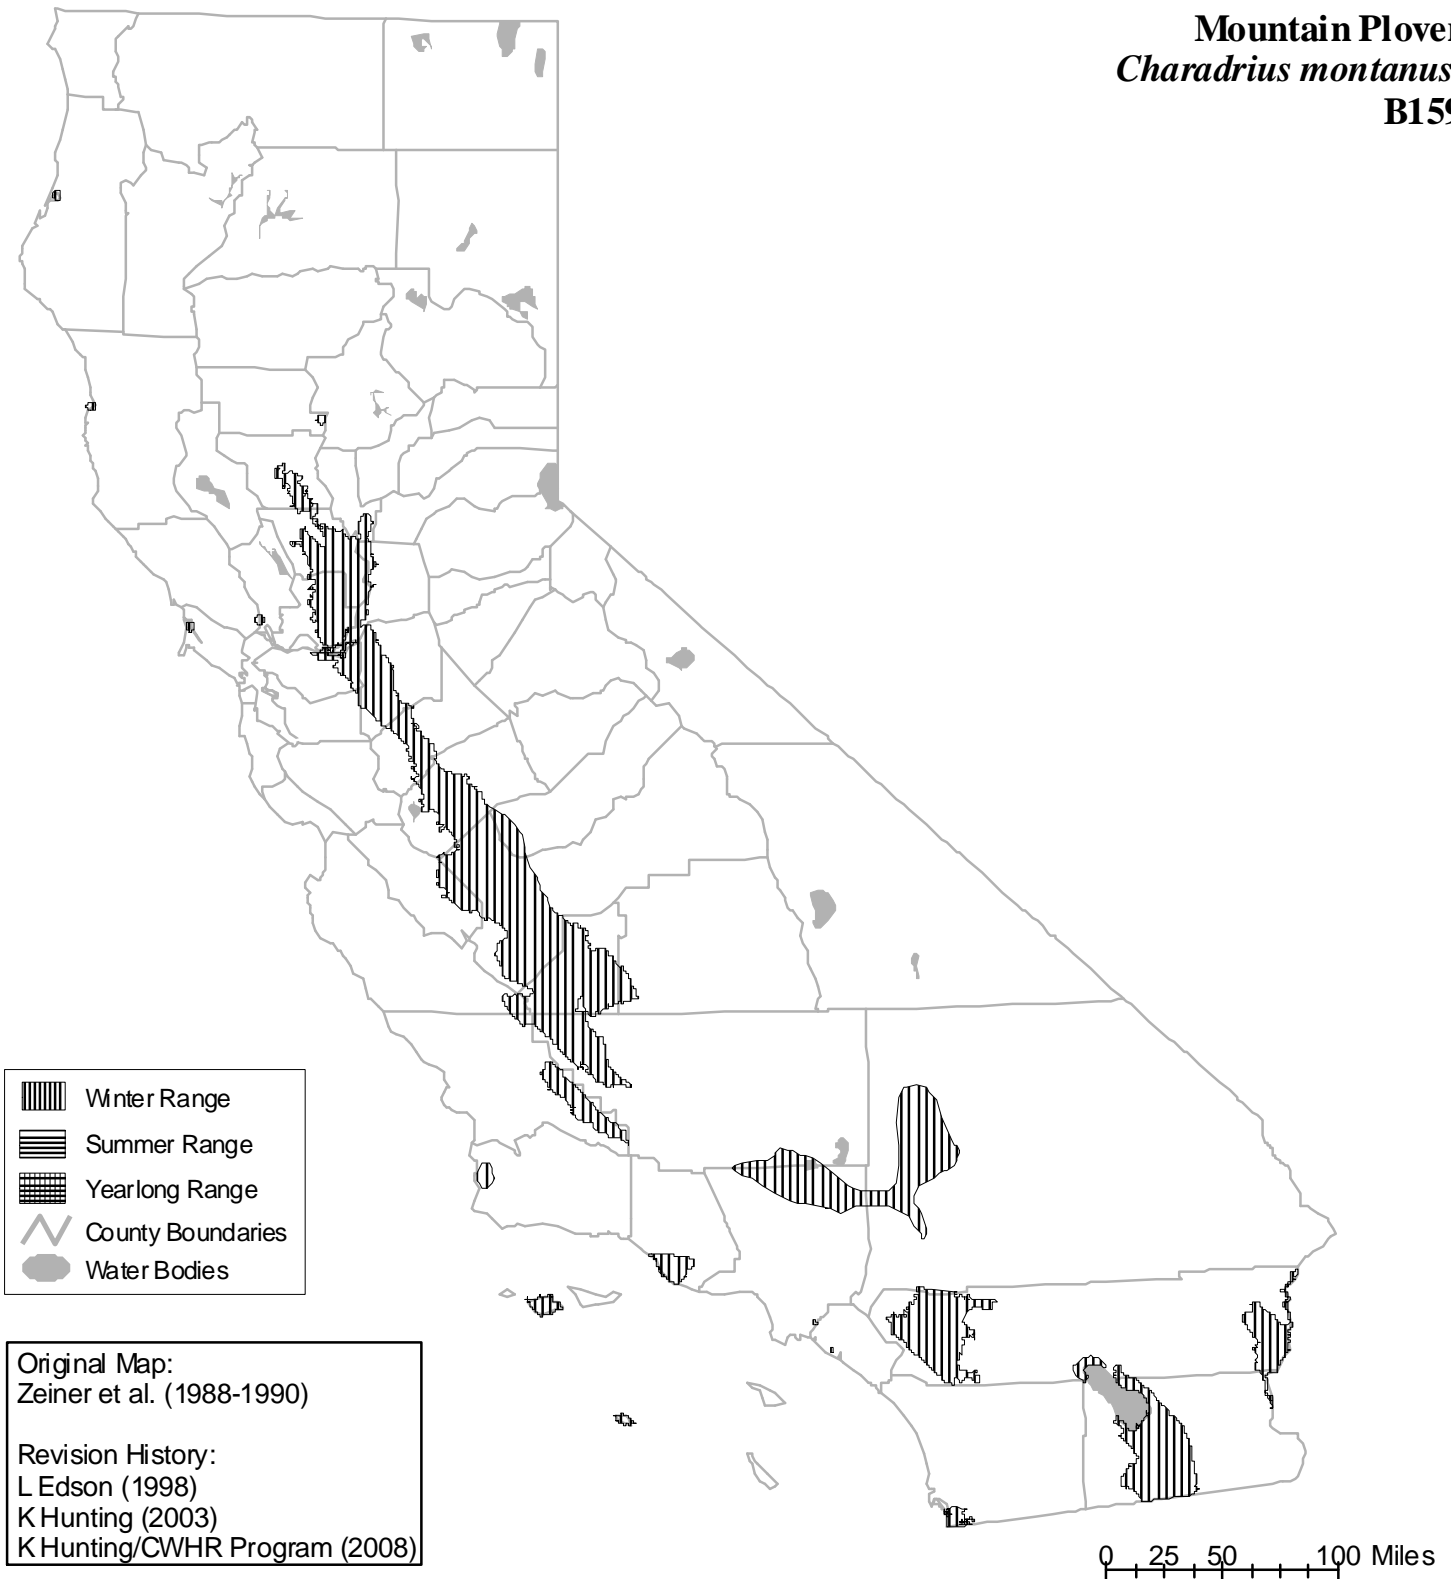 Mountain Plover
Charadrius montanus
B159
Winter Range
Summer Range
Yearlong Range
County Boundaries
Water Bodies
Original Map:
Zeiner et al. (1988-1990)
Revision History:
L Edson (1998)
K Hunting (2003)
K Hunting/CWHR Program (2008)
0 25 50 100 Miles